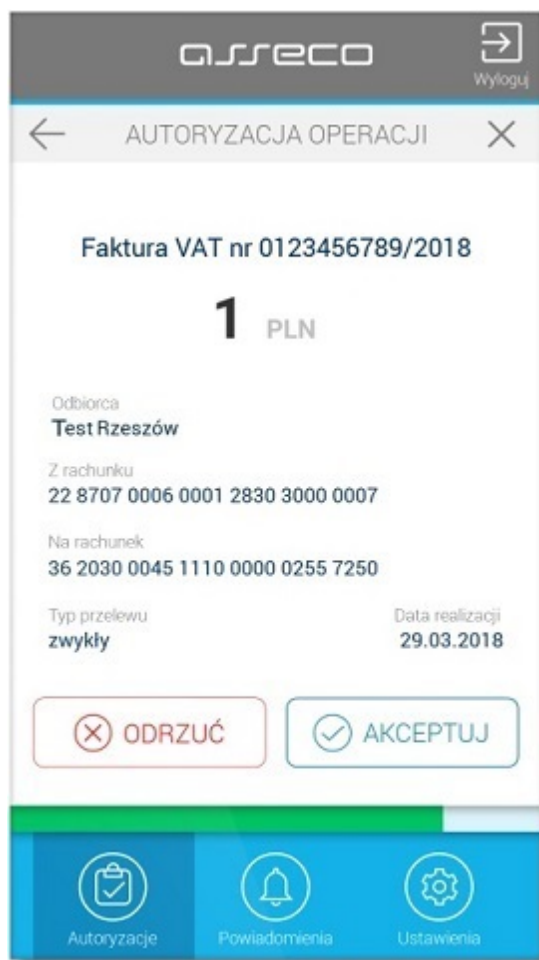 asseco
Wyloguj
AUTORYZACJA OPERACJI
Faktura VAT nr 0123456789/2018
1 PLN
Odbiorca
Test Rzeszów
Z rachunku
22 8707 0006 0001 2830 3000 0007
Na rachunek
36 2030 0045 1110 0000 0255 7250
Typ przelewu Data realizacji
zwykły 29.03.2018
ODRZUĆ AKCEPTUJ
Autoryzacje Powiadomienia Ustawienia